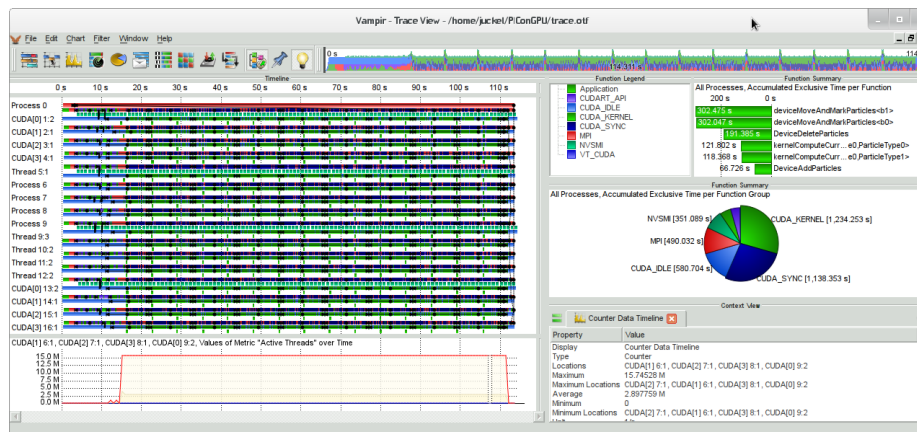 Vampir - Trace View - /home/juckel/PIConGPU/trace.otf
File Edit Chart Filter Window Help
0 s
114.311 s
Timeline
0 s 10 s 20 s 30 s 40 s 50 s 60 s 70 s 80 s 90 s 100 s 110 s
Process 0
CUDA[0] 1:2
CUDA[1] 2:1
CUDA[2] 3:1
CUDA[3] 4:1
Thread 5:1
Process 6
Process 7
Process 8
Process 9
Thread 9:3
Thread 10:2
Thread 11:2
Thread 12:2
CUDA[0] 13:2
CUDA[1] 14:1
CUDA[2] 15:1
CUDA[3] 16:1
CUDA[1] 6:1, CUDA[2] 7:1, CUDA[3] 8:1, CUDA[0] 9:2, Values of Metric "Active Threads" over Time
15.0 M
12.5 M
10.0 M
7.5 M
5.0 M
2.5 M
0.0 M
Function Legend
Application
CUDART_API
CUDA_IDLE
CUDA_KERNEL
CUDA_SYNC
MPI
NVSMI
VT_CUDA
Function Summary
All Processes, Accumulated Exclusive Time per Function
200 s 0 s
302.475 s deviceMoveAndMarkParticles<b1>
302.047 s deviceMoveAndMarkParticles<b0>
191.385 s DeviceDeleteParticles
121.802 s kernelComputeCurr... e0,ParticleType0>
118.368 s kernelComputeCurr... e0,ParticleType1>
66.726 s DeviceAddParticles
Function Summary
All Processes, Accumulated Exclusive Time per Function Group
NVSMI [351.089 s]
CUDA_KERNEL [1,234.253 s]
MPI [490.032 s]
CUDA_IDLE [580.704 s]
CUDA_SYNC [1,138.353 s]
Context View
Counter Data Timeline
Property Value
Display Counter Data Timeline
Type Counter
Locations CUDA[1] 6:1, CUDA[2] 7:1, CUDA[3] 8:1, CUDA[0] 9:2
Maximum 15.74528 M
Maximum Locations CUDA[2] 7:1, CUDA[1] 6:1, CUDA[3] 8:1, CUDA[0] 9:2
Average 2.897759 M
Minimum 0
Minimum Locations CUDA[2] 7:1, CUDA[1] 6:1, CUDA[3] 8:1, CUDA[0] 9:2